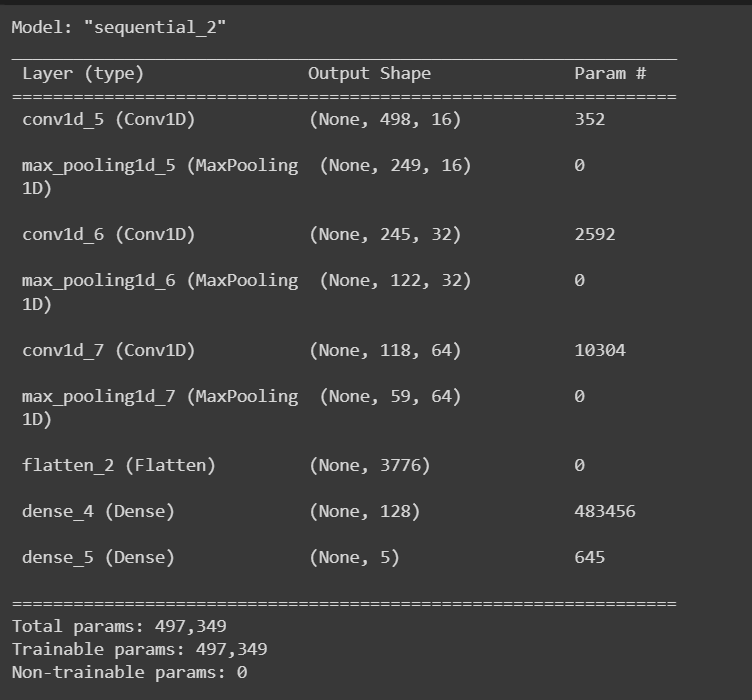 Model: "sequential_2"
Layer (type) Output Shape Param #
=================================================================
conv1d_5 (Conv1D) (None, 498, 16) 352
max_pooling1d_5 (MaxPooling (None, 249, 16) 0
1D)
conv1d_6 (Conv1D) (None, 245, 32) 2592
max_pooling1d_6 (MaxPooling (None, 122, 32) 0
1D)
conv1d_7 (Conv1D) (None, 118, 64) 10304
max_pooling1d_7 (MaxPooling (None, 59, 64) 0
1D)
flatten_2 (Flatten) (None, 3776) 0
dense_4 (Dense) (None, 128) 483456
dense_5 (Dense) (None, 5) 645
=================================================================
Total params: 497,349
Trainable params: 497,349
Non-trainable params: 0